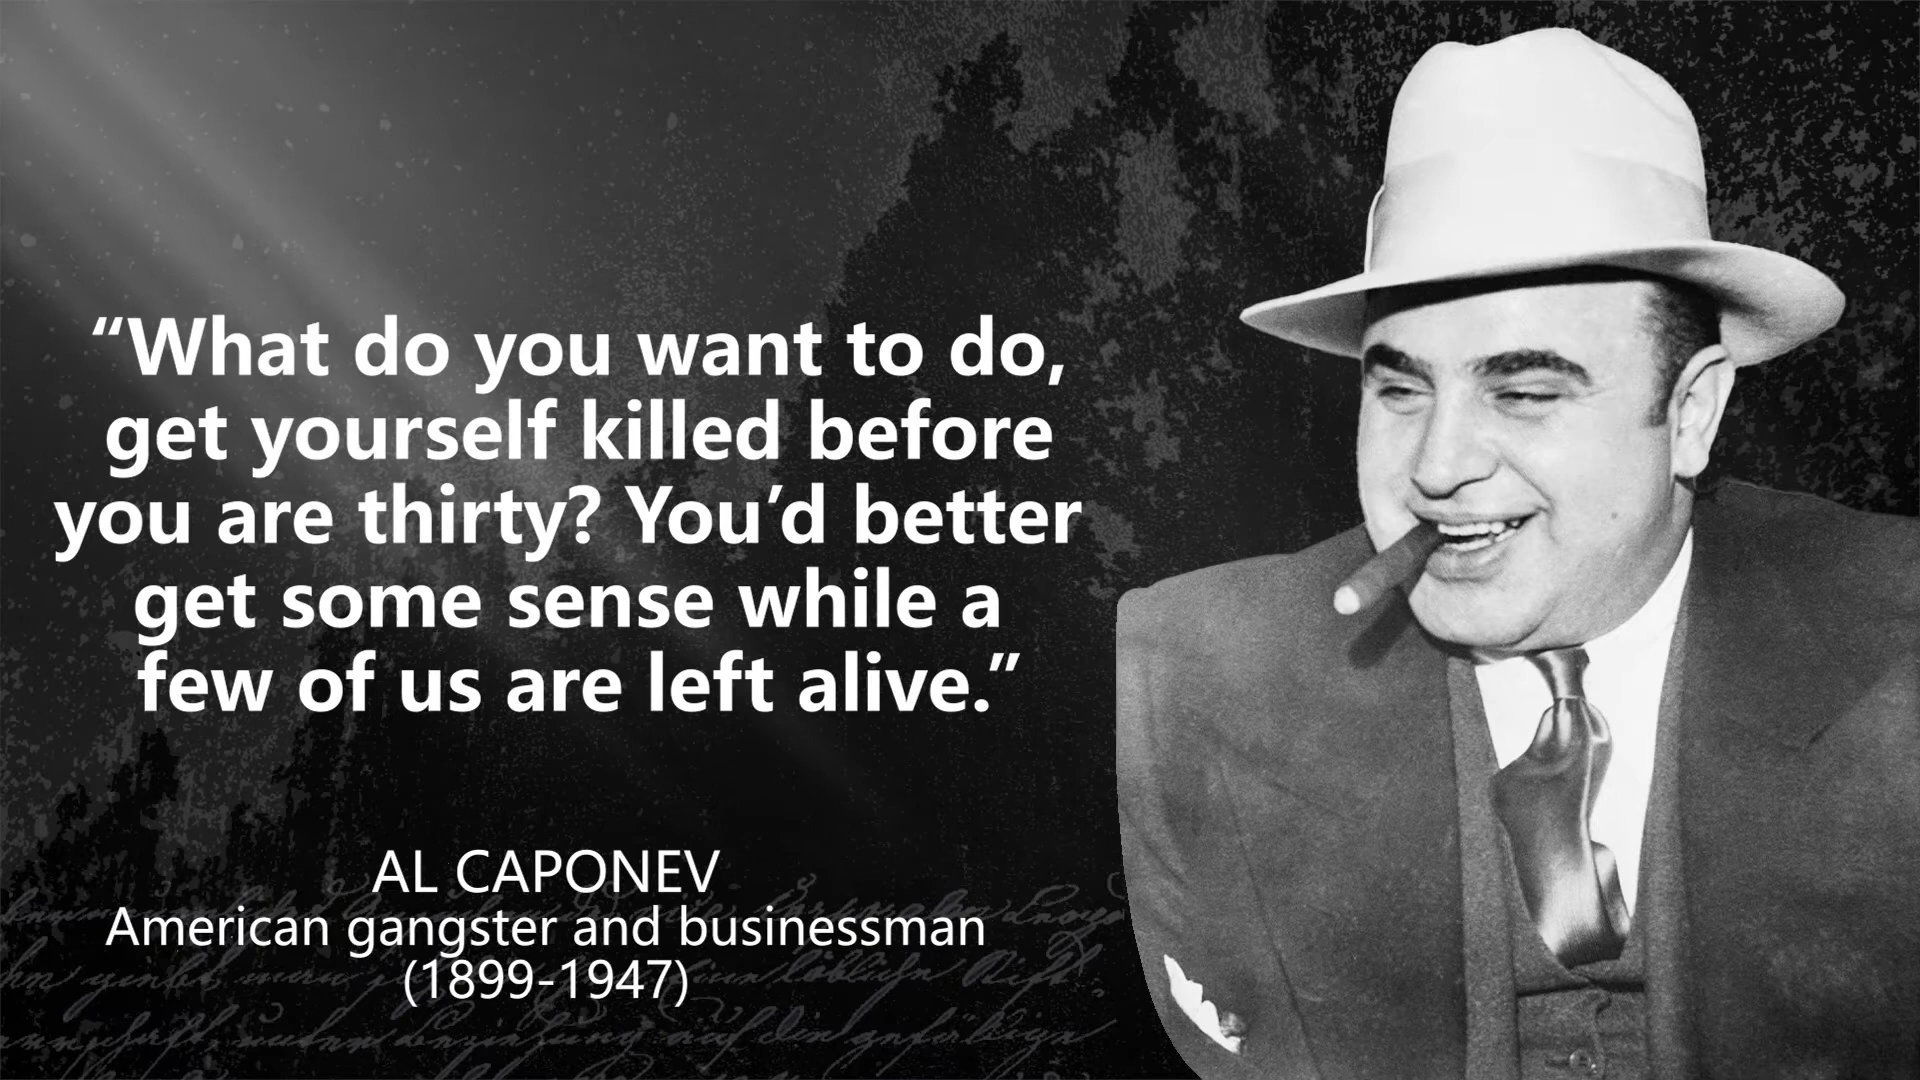 “What do you want to do,
get yourself killed before
you are thirty? You’d better
get some sense while a
few of us are left alive.”
AL CAPONEV
American gangster and businessman
(1899-1947)